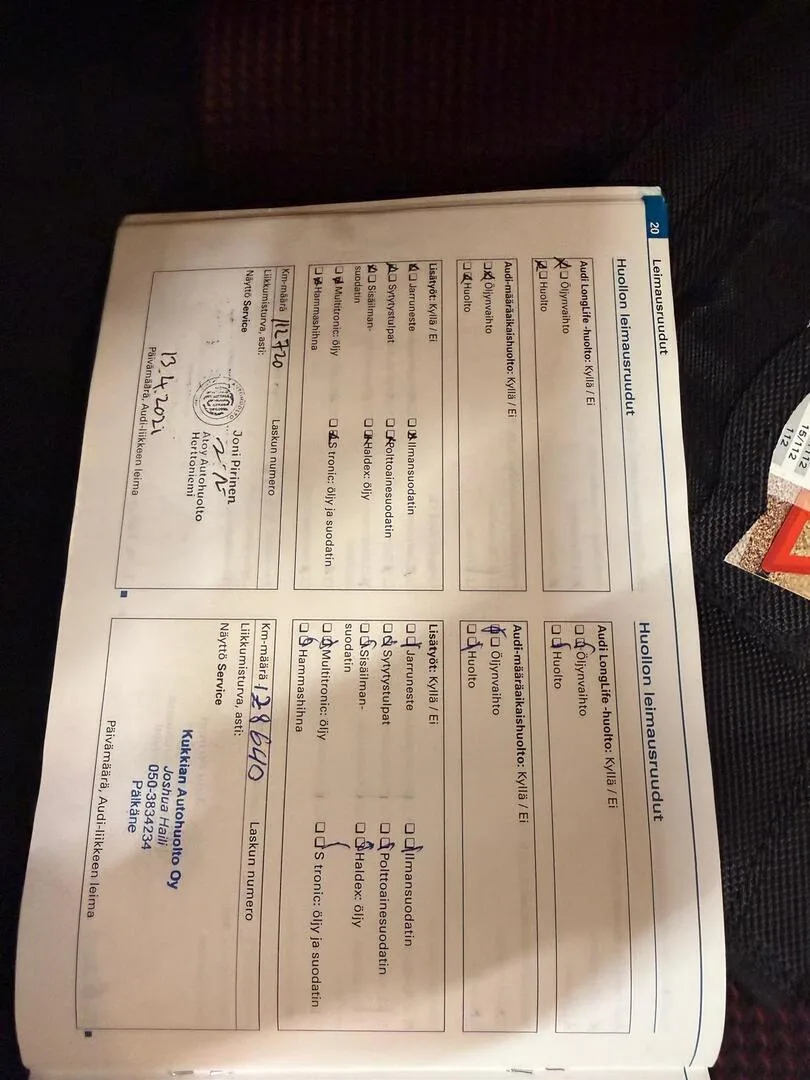 20
Leimausruudut
Huollon leimausruudut
Audi LongLife -huolto: Kyllä / Ei
Öljynvaihto
Huolto
Audi-määräaikaishuolto: Kyllä / Ei
Öljynvaihto
Huolto
Lisätyöt: Kyllä / Ei
Jarruneste
Ilmansuodatin
Sytytystulpat
Polttoainesuodatin
Sisäilman-
suodatin
Haldex: öljy
Multitronic: öljy
S tronic: öljy ja suodatin
Hammashihna
Km-määrä 112720
Laskun numero
Liikkumisturva, asti:
Näyttö Service
Joni Pirinen
Atoy Autohuolto
Herttoniemi
13.4.2021
Päivämäärä, Audi-liikkeen leima
Huollon leimausruudut
Audi LongLife -huolto: Kyllä / Ei
Öljynvaihto
Huolto
Audi-määräaikaishuolto: Kyllä / Ei
Öljynvaihto
Huolto
Lisätyöt: Kyllä / Ei
Jarruneste
Ilmansuodatin
Sytytystulpat
Polttoainesuodatin
Sisäilman-
suodatin
Haldex: öljy
Multitronic: öljy
S tronic: öljy ja suodatin
Hammashihna
Km-määrä 128640
Laskun numero
Liikkumisturva, asti:
Näyttö Service
Kukkian Autohuolto Oy
Joshua Haili
050-3834234
Pälkäne
Päivämäärä, Audi-liikkeen leima
15/112
112